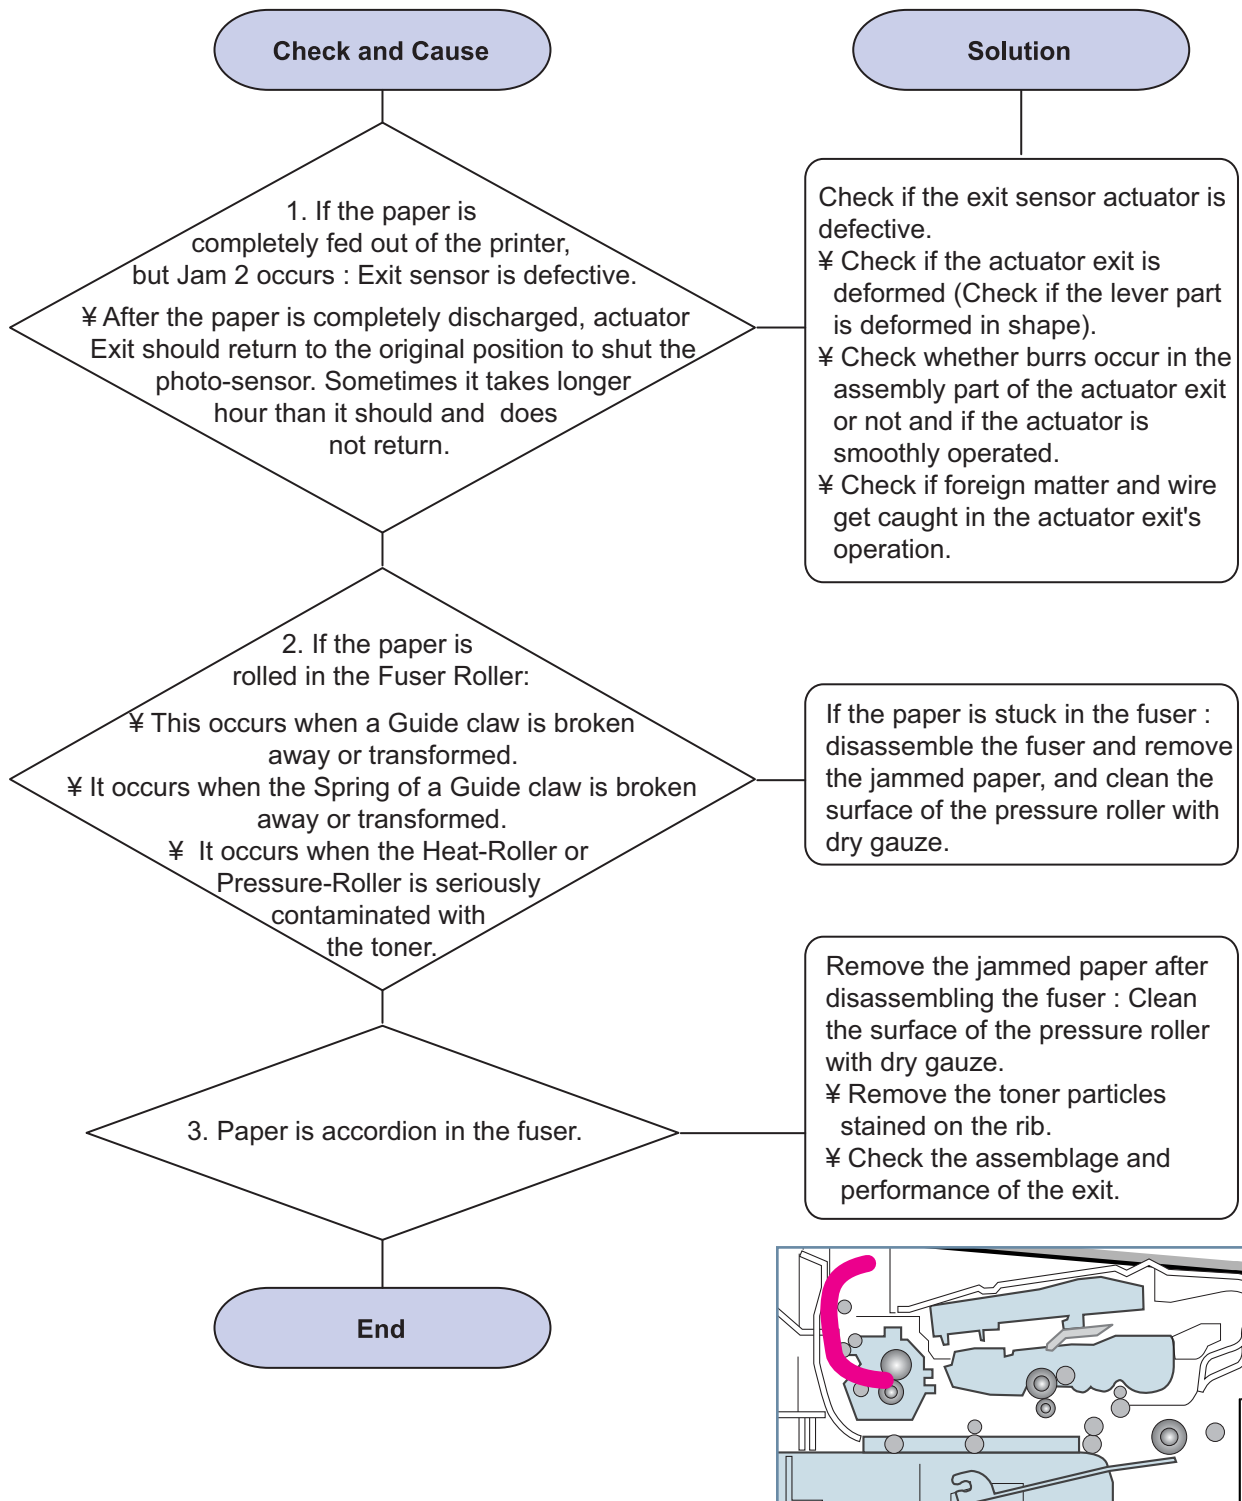 Check and Cause
Solution
1. If the paper is
completely fed out of the printer,
but Jam 2 occurs : Exit sensor is defective.
¥ After the paper is completely discharged, actuator
Exit should return to the original position to shut the
photo-sensor. Sometimes it takes longer
hour than it should and does
not return.
Check if the exit sensor actuator is
defective.
¥ Check if the actuator exit is
deformed (Check if the lever part
is deformed in shape).
¥ Check whether burrs occur in the
assembly part of the actuator exit
or not and if the actuator is
smoothly operated.
¥ Check if foreign matter and wire
get caught in the actuator exit's
operation.
2. If the paper is
rolled in the Fuser Roller:
¥ This occurs when a Guide claw is broken
away or transformed.
¥ It occurs when the Spring of a Guide claw is broken
away or transformed.
¥ It occurs when the Heat-Roller or
Pressure-Roller is seriously
contaminated with
the toner.
If the paper is stuck in the fuser :
disassemble the fuser and remove
the jammed paper, and clean the
surface of the pressure roller with
dry gauze.
3. Paper is accordion in the fuser.
Remove the jammed paper after
disassembling the fuser : Clean
the surface of the pressure roller
with dry gauze.
¥ Remove the toner particles
stained on the rib.
¥ Check the assemblage and
performance of the exit.
End